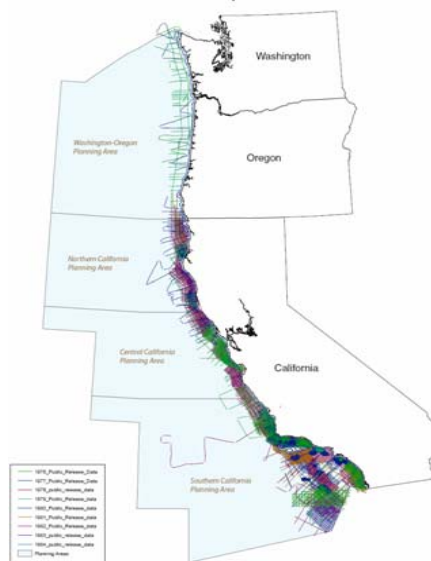 Washington
Washington-Oregon
Planning Area
Oregon
Northern California
Planning Area
Central California
Planning Area
California
Southern California
Planning Area
1976_Public_Release_Data
1977_Public_Release_Data
1978_public_release_data
1979_Public_Release_Data
1980_Public_Release_Data
1981_Public_Release_Data
1982_Public_Release_Data
1983_public_release_data
1984_public_release_data
Planning Areas